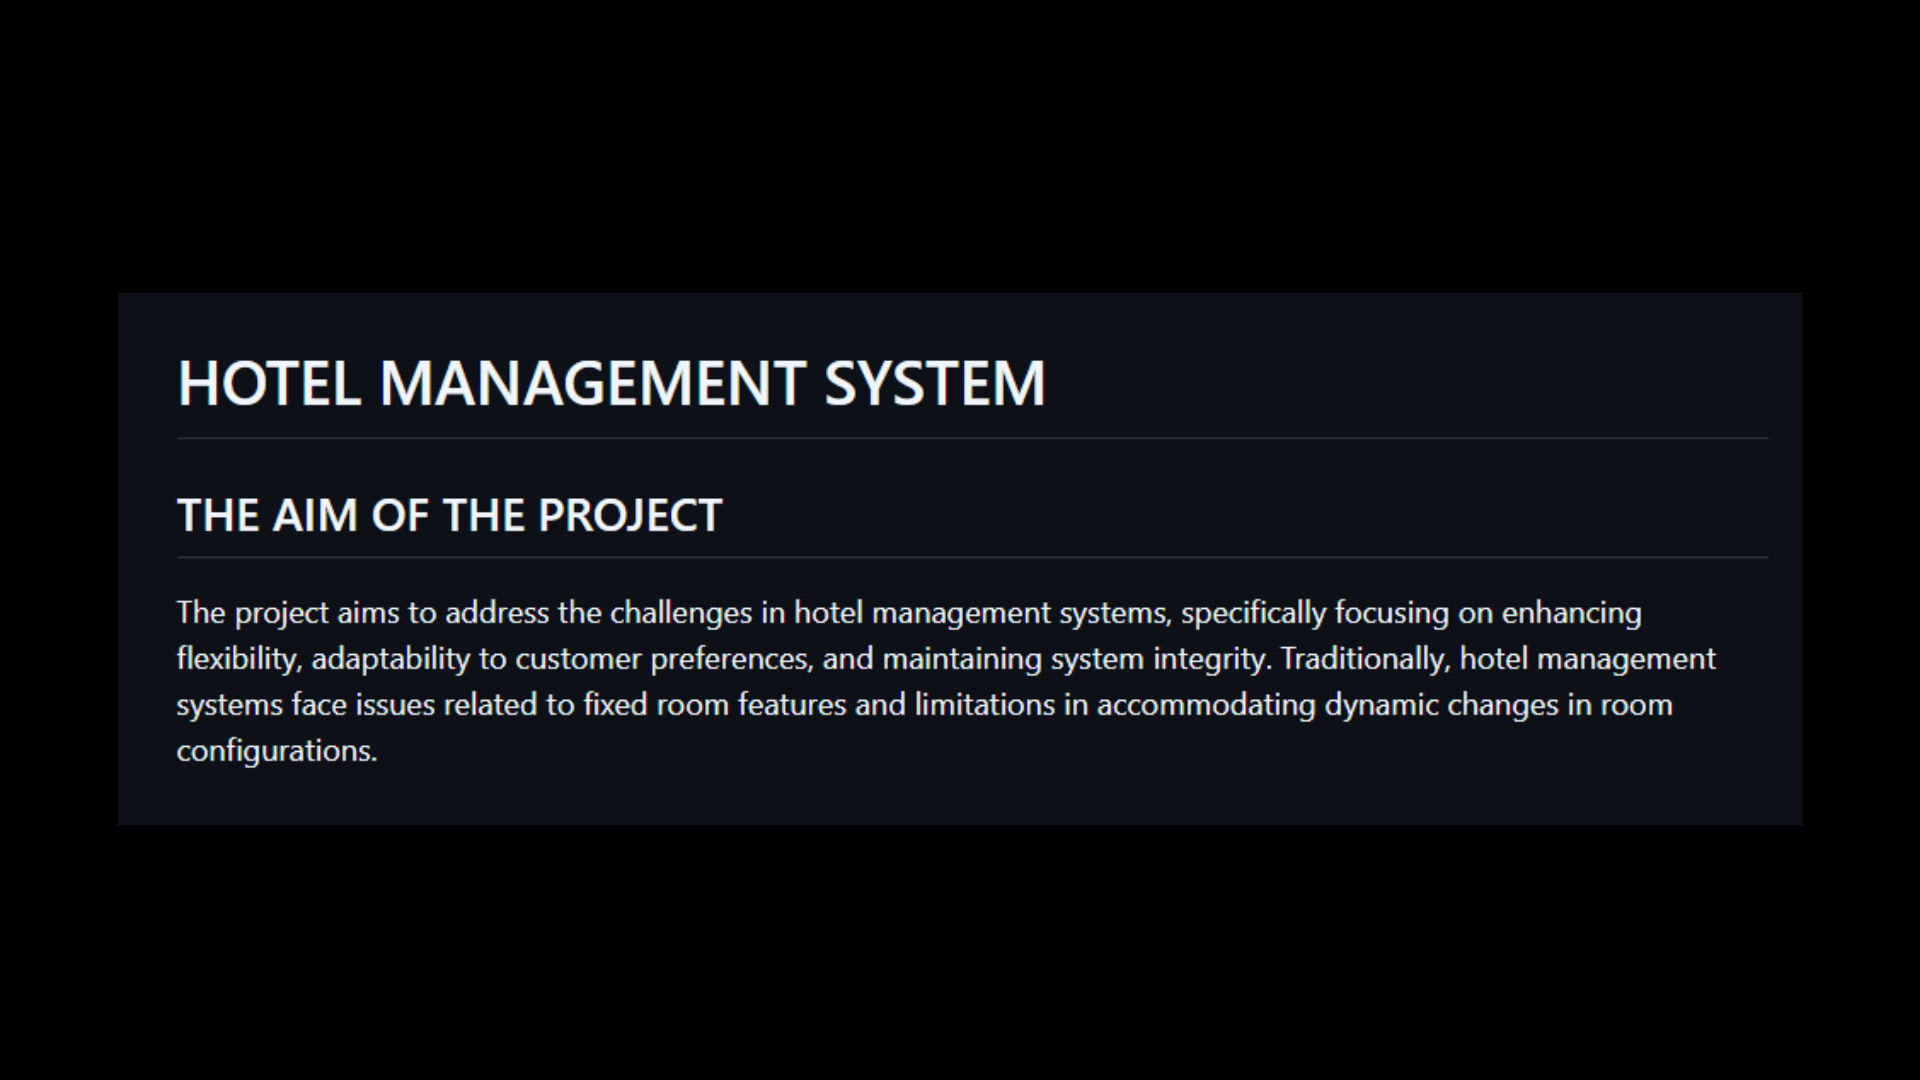 HOTEL MANAGEMENT SYSTEM
THE AIM OF THE PROJECT
The project aims to address the challenges in hotel management systems, specifically focusing on enhancing
flexibility, adaptability to customer preferences, and maintaining system integrity. Traditionally, hotel management
systems face issues related to fixed room features and limitations in accommodating dynamic changes in room
configurations.